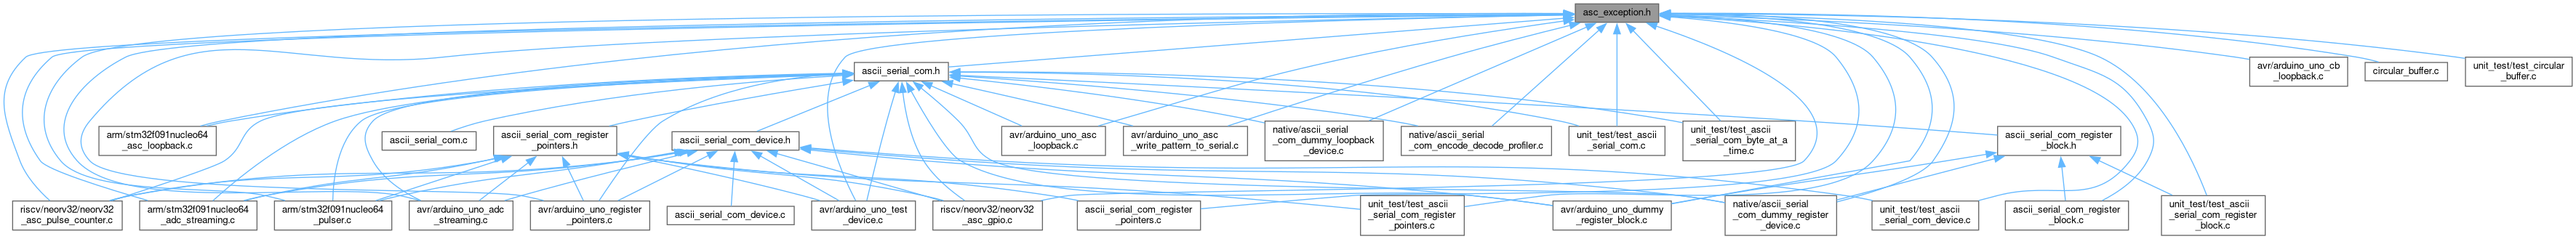 asc_exception.h
ascii_serial_com.h
avr/arduino_uno_cb
_loopback.c
circular_buffer.c
unit_test/test_circular
_buffer.c
arm/stm32f091nucleo64
_asc_loopback.c
ascii_serial_com.c
ascii_serial_com_register
_pointers.h
ascii_serial_com_device.h
avr/arduino_uno_asc
_loopback.c
avr/arduino_uno_asc
_write_pattern_to_serial.c
native/ascii_serial
_com_dummy_loopback
_device.c
native/ascii_serial
_com_encode_decode_profiler.c
unit_test/test_ascii
_serial_com.c
unit_test/test_ascii
_serial_com_byte_at_a
_time.c
ascii_serial_com_register
_block.h
riscv/neorv32/neorv32
_asc_pulse_counter.c
arm/stm32f091nucleo64
_adc_streaming.c
arm/stm32f091nucleo64
_pulser.c
avr/arduino_uno_adc
_streaming.c
avr/arduino_uno_register
_pointers.c
ascii_serial_com_device.c
avr/arduino_uno_test
_device.c
riscv/neorv32/neorv32
_asc_gpio.c
ascii_serial_com_register
_pointers.c
unit_test/test_ascii
_serial_com_register
_pointers.c
avr/arduino_uno_dummy
_register_block.c
native/ascii_serial
_com_dummy_register
_device.c
unit_test/test_ascii
_serial_com_device.c
ascii_serial_com_register
_block.c
unit_test/test_ascii
_serial_com_register
_block.c